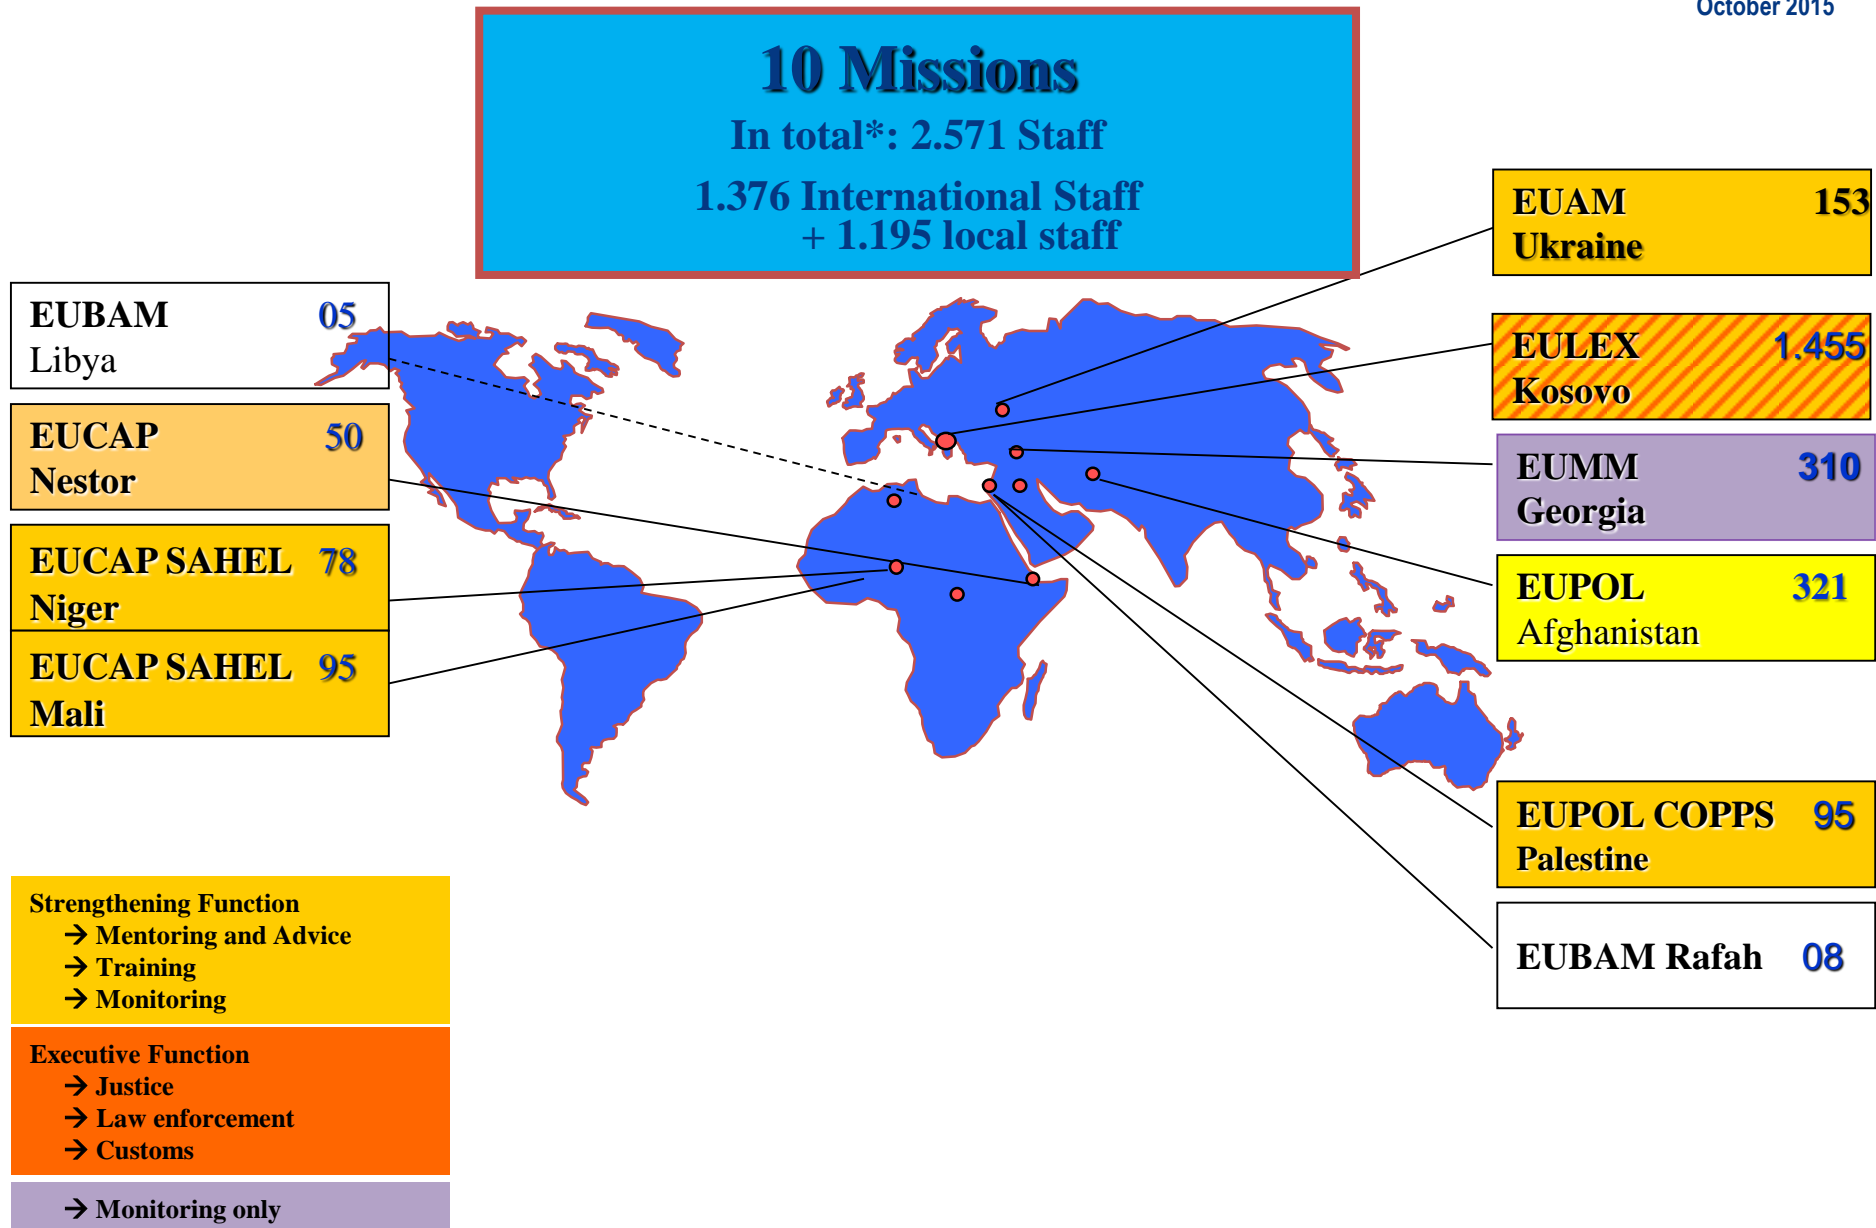 October 2015
10 Missions
In total*: 2.571 Staff
1.376 International Staff
+ 1.195 local staff
EUBAM 05
Libya
EUCAP 50
Nestor
EUCAP SAHEL 78
Niger
EUCAP SAHEL 95
Mali
EUAM 153
Ukraine
EULEX 1.455
Kosovo
EUMM 310
Georgia
EUPOL 321
Afghanistan
EUPOL COPPS 95
Palestine
EUBAM Rafah 08
Strengthening Function
→ Mentoring and Advice
→ Training
→ Monitoring
Executive Function
→ Justice
→ Law enforcement
→ Customs
→ Monitoring only